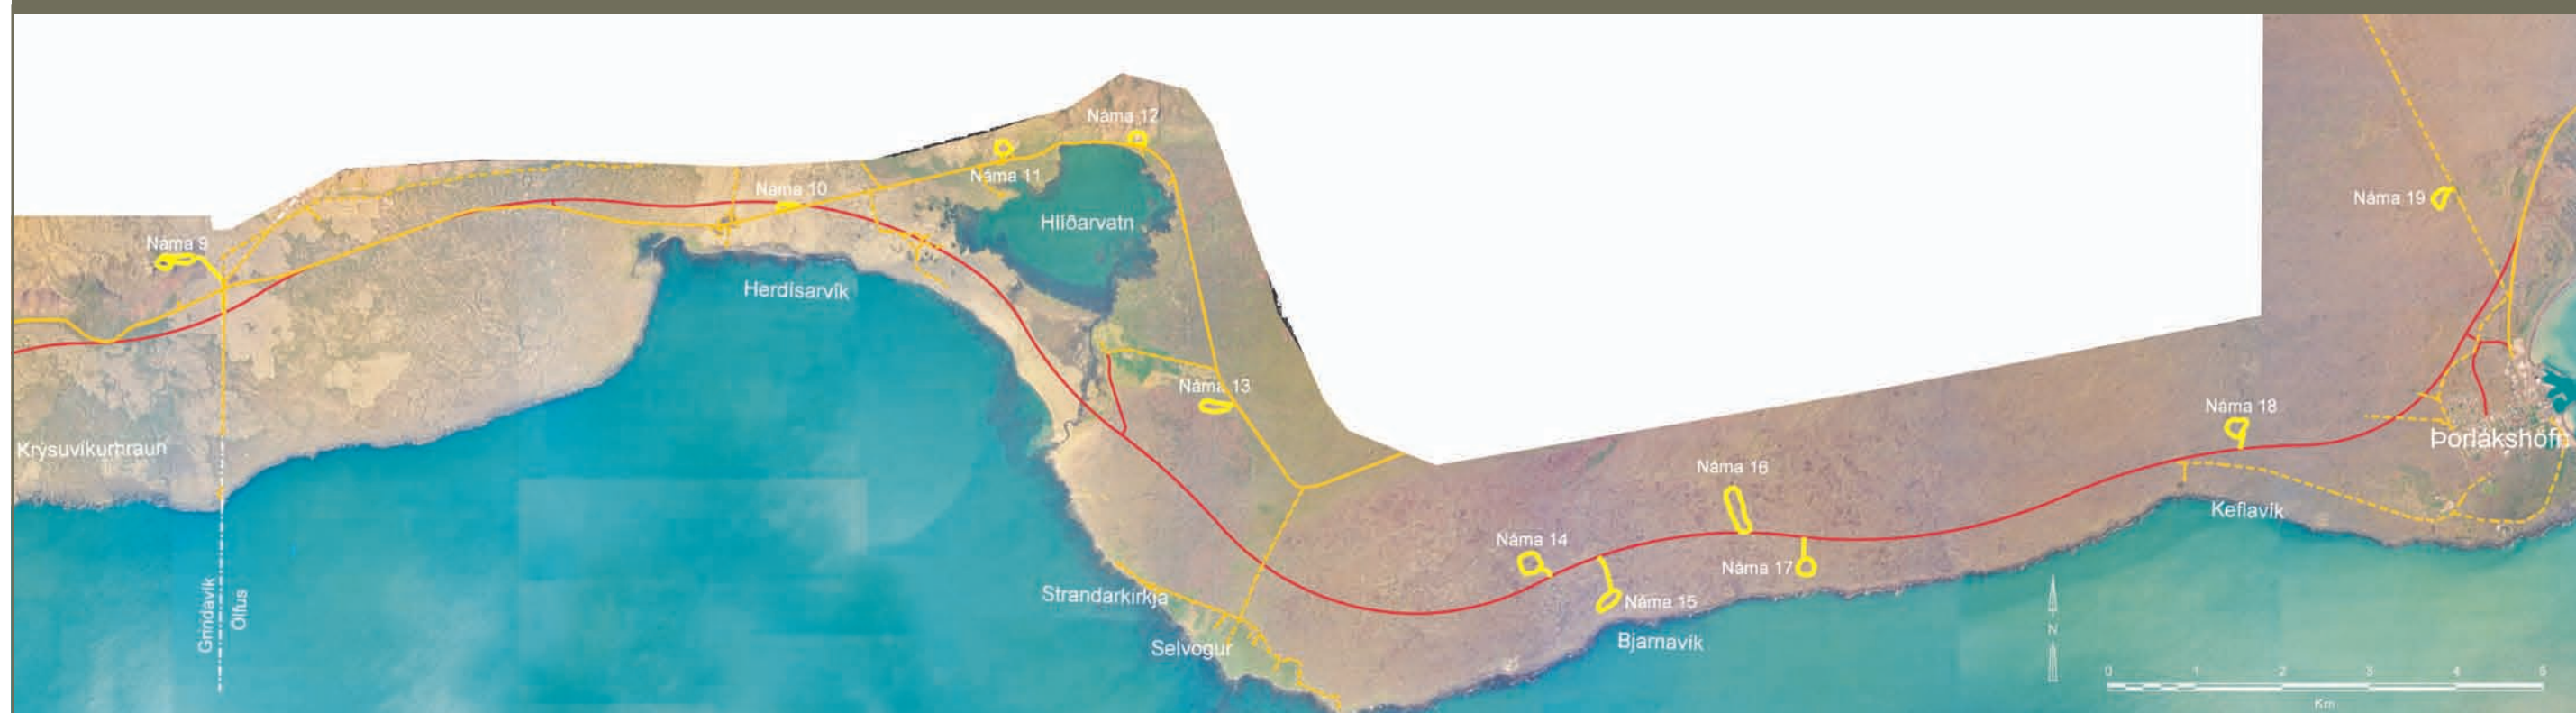 Náma 12
Náma 11
Náma 10
Náma 19
Hlíðarvatn
Náma 9
Herdísarvík
Náma 13
Náma 18
Krýsuvíkurhraun
Þorlákshöfn
Náma 16
Keflavík
Náma 14
Náma 17
Strandarkirkja
Náma 15
Grindavík
Ölfus
Selvogur
Bjarnavík
N
0 1 2 3 4 5
Km